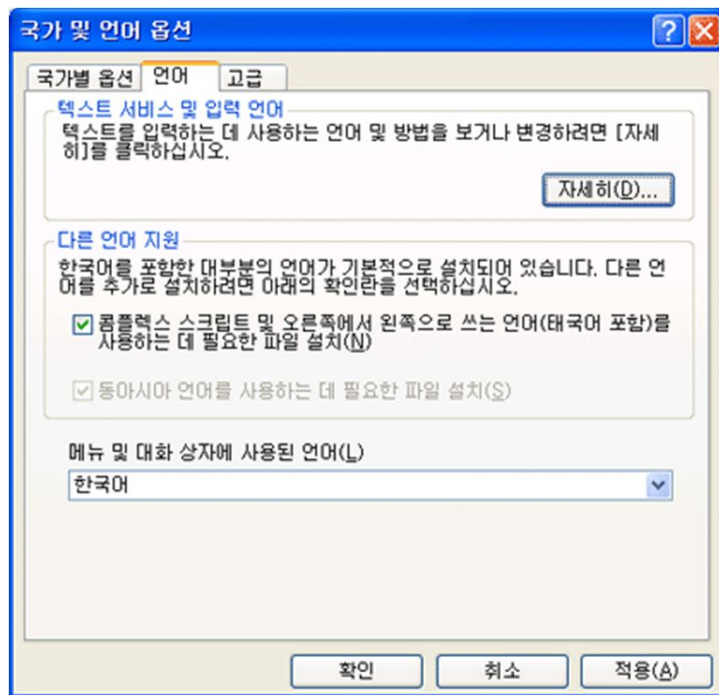 국가 및 언어 옵션
국가별 옵션 언어 고급
텍스트 서비스 및 입력 언어
텍스트를 입력하는 데 사용하는 언어 및 방법을 보거나 변경하려면 [자세
히]를 클릭하십시오.
자세히(D)...
다른 언어 지원
한국어를 포함한 대부분의 언어가 기본적으로 설치되어 있습니다. 다른 언
어를 추가로 설치하려면 아래의 확인란을 선택하십시오.
콤플렉스 스크립트 및 오른쪽에서 왼쪽으로 쓰는 언어(태국어 포함)를
사용하는 데 필요한 파일 설치(N)
동아시아 언어를 사용하는 데 필요한 파일 설치(S)
메뉴 및 대화 상자에 사용된 언어(L)
한국어
확인 취소 적용(A)